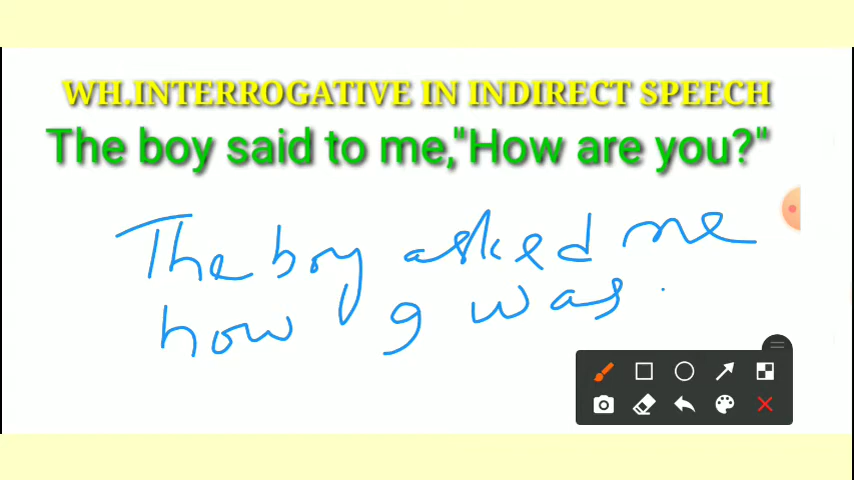 WH.INTERROGATIVE IN INDIRECT SPEECH
The boy said to me,"How are you?"
The boy asked me
how I was.